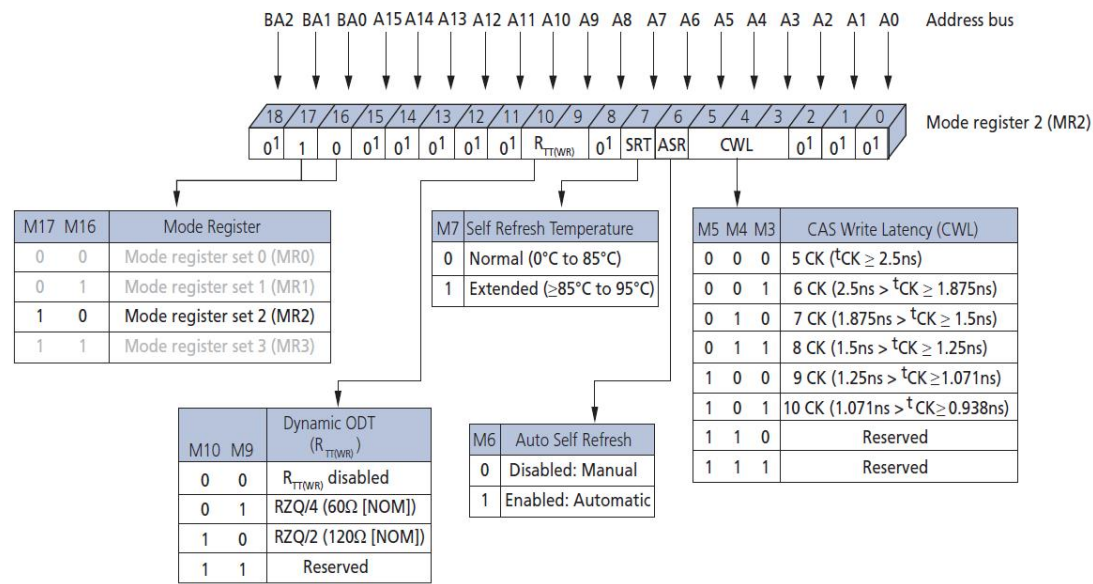 BA2 BA1 BA0 A15 A14 A13 A12 A11 A10 A9 A8 A7 A6 A5 A4 A3 A2 A1 A0 Address bus
18 17 16 15 14 13 12 11 10 9 8 7 6 5 4 3 2 1 0
Mode register 2 (MR2)
0¹ 1 0 0¹ 0¹ 0¹ 0¹ 0¹ R_TT(WR) 0¹ SRT ASR CWL 0¹ 0¹ 0¹
M17 M16 Mode Register
0 0 Mode register set 0 (MR0)
0 1 Mode register set 1 (MR1)
1 0 Mode register set 2 (MR2)
1 1 Mode register set 3 (MR3)
M7 Self Refresh Temperature
0 Normal (0°C to 85°C)
1 Extended (≥85°C to 95°C)
M5 M4 M3 CAS Write Latency (CWL)
0 0 0 5 CK (ᵗCK ≥ 2.5ns)
0 0 1 6 CK (2.5ns > ᵗCK ≥ 1.875ns)
0 1 0 7 CK (1.875ns > ᵗCK ≥ 1.5ns)
0 1 1 8 CK (1.5ns > ᵗCK ≥ 1.25ns)
1 0 0 9 CK (1.25ns > ᵗCK ≥1.071ns)
1 0 1 10 CK (1.071ns > ᵗCK≥ 0.938ns)
1 1 0 Reserved
1 1 1 Reserved
M10 M9 Dynamic ODT
(R_TT(WR))
0 0 R_TT(WR) disabled
0 1 RZQ/4 (60Ω [NOM])
1 0 RZQ/2 (120Ω [NOM])
1 1 Reserved
M6 Auto Self Refresh
0 Disabled: Manual
1 Enabled: Automatic